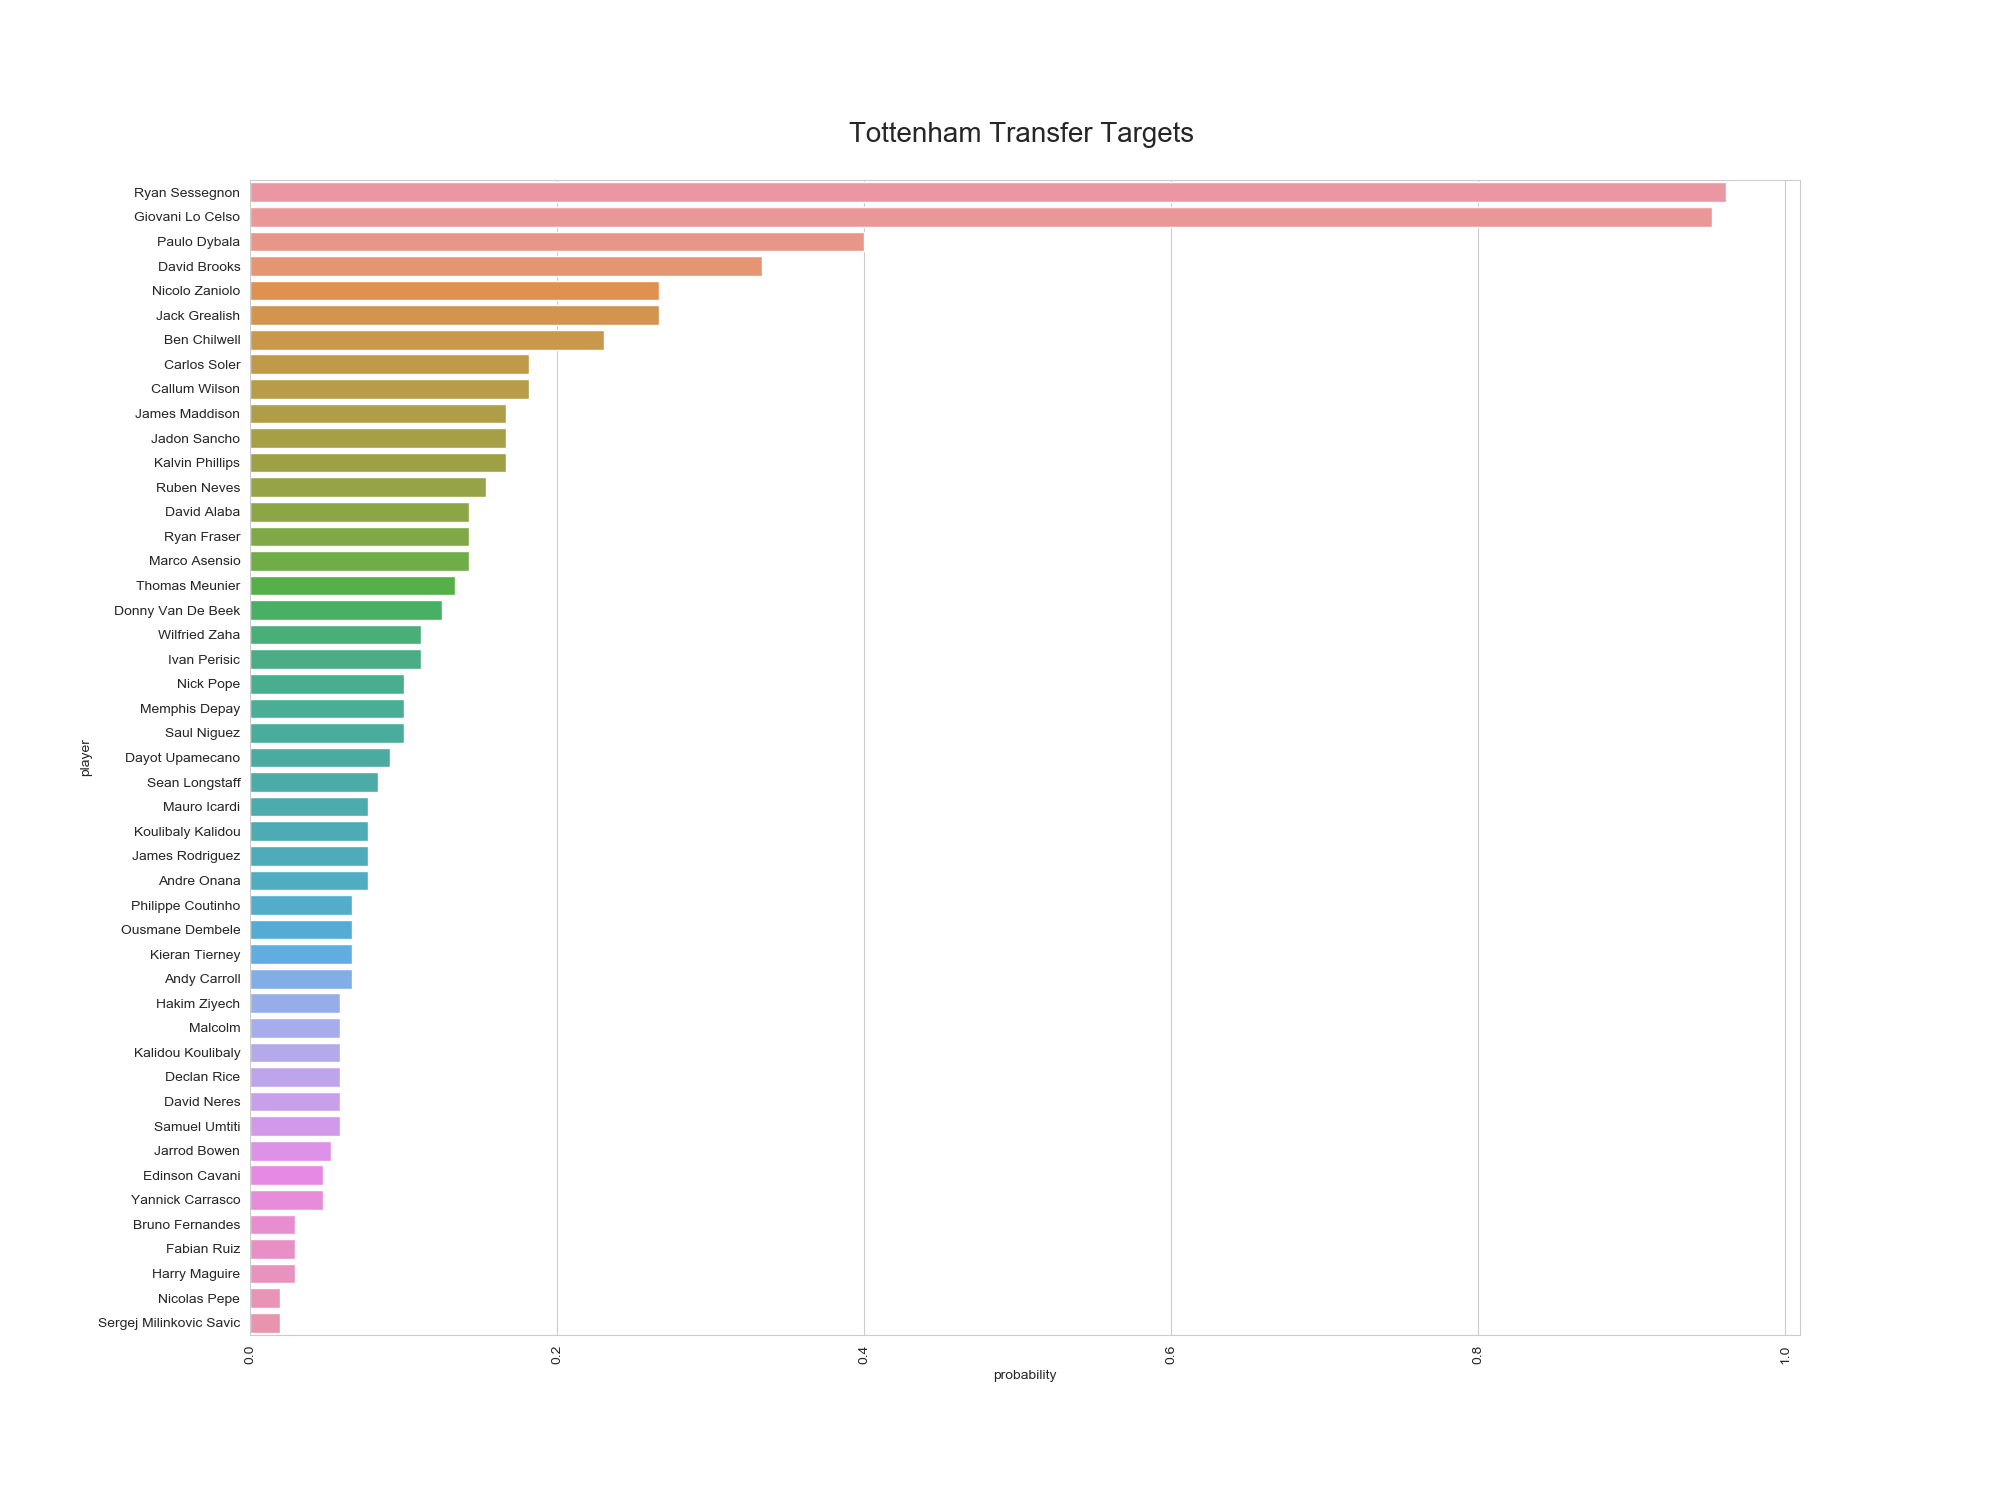 Tottenham Transfer Targets
Ryan Sessegnon
Giovani Lo Celso
Paulo Dybala
David Brooks
Nicolo Zaniolo
Jack Grealish
Ben Chilwell
Carlos Soler
Callum Wilson
James Maddison
Jadon Sancho
Kalvin Phillips
Ruben Neves
David Alaba
Ryan Fraser
Marco Asensio
Thomas Meunier
Donny Van De Beek
Wilfried Zaha
Ivan Perisic
Nick Pope
Memphis Depay
Saul Niguez
Dayot Upamecano
Sean Longstaff
Mauro Icardi
Koulibaly Kalidou
James Rodriguez
Andre Onana
Philippe Coutinho
Ousmane Dembele
Kieran Tierney
Andy Carroll
Hakim Ziyech
Malcolm
Kalidou Koulibaly
Declan Rice
David Neres
Samuel Umtiti
Jarrod Bowen
Edinson Cavani
Yannick Carrasco
Bruno Fernandes
Fabian Ruiz
Harry Maguire
Nicolas Pepe
Sergej Milinkovic Savic
player
0.0
0.2
0.4
0.6
0.8
1.0
probability